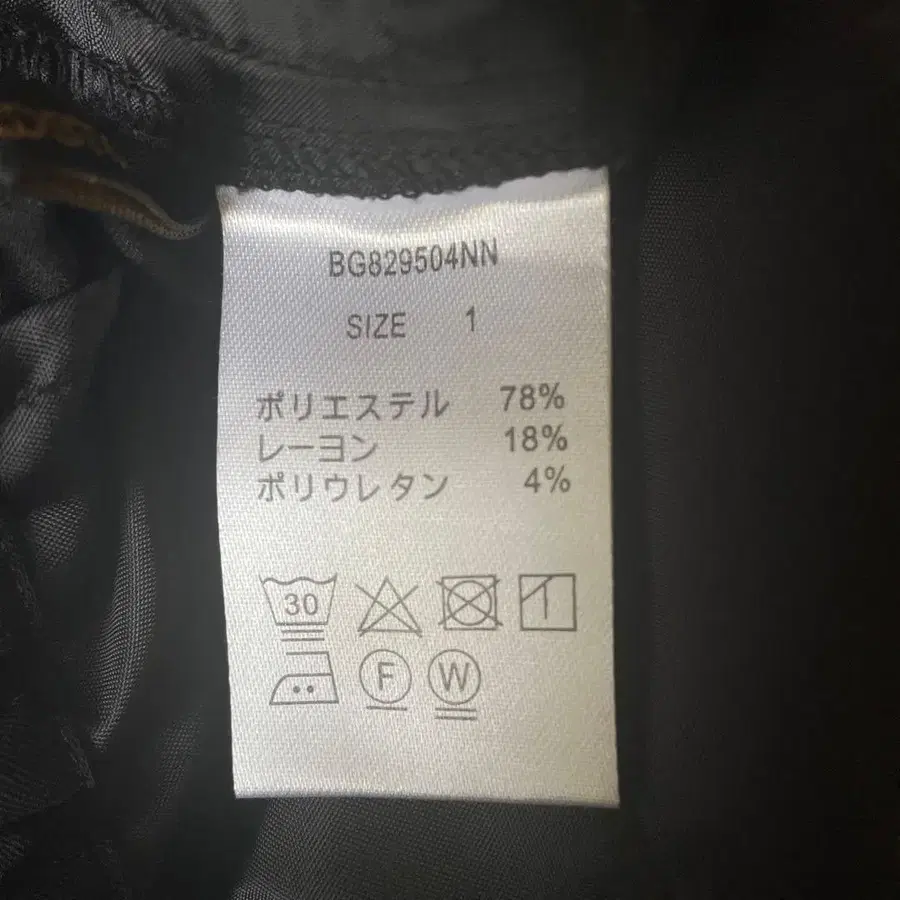 BG829504NN
SIZE 1
ポリエステル 78%
レーヨン 18%
ポリウレタン 4%
30
F W